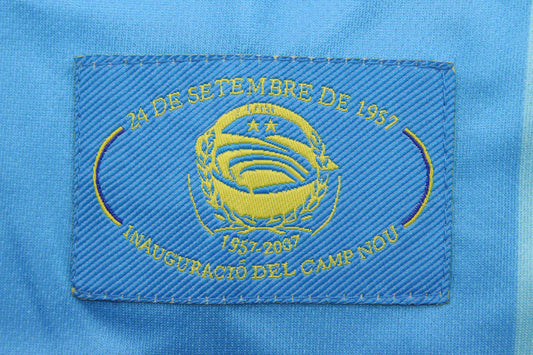 24 DE SETEMBRE DE 1957
1957-2007
INAUGURACIÓ DEL CAMP NOU